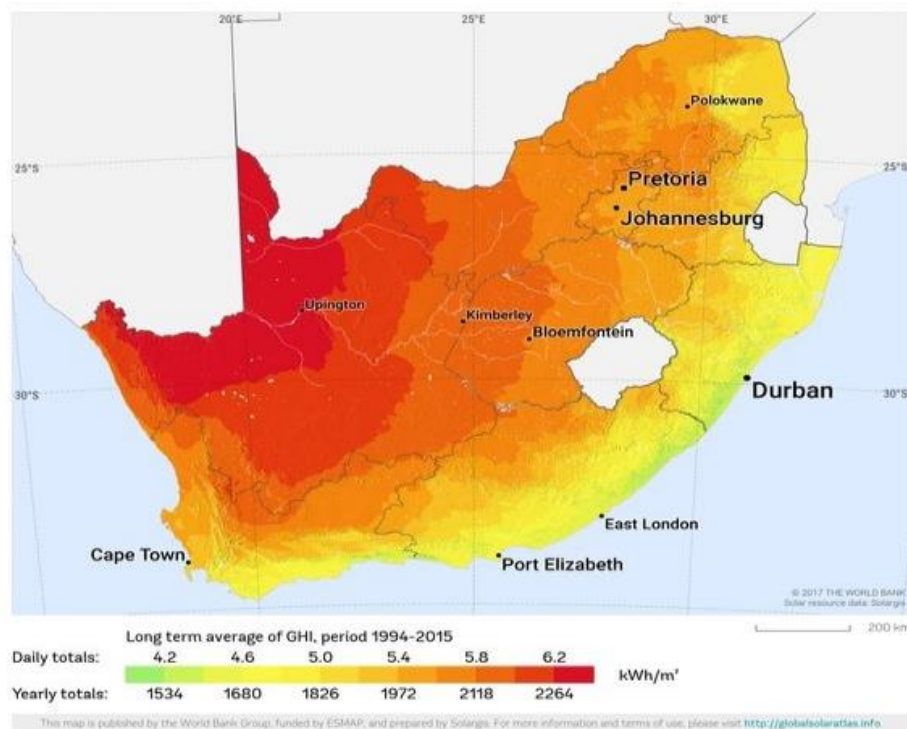 20°E 25°E 30°E
Polokwane
25°S 25°S
Pretoria
Johannesburg
Upington
Kimberley
Bloemfontein
30°S 30°S
Durban
East London
Cape Town
Port Elizabeth
© 2017 THE WORLD BANK
Solar resource data: Solargis
200 km
Long term average of GHI, period 1994-2015
Daily totals: 4.2 4.6 5.0 5.4 5.8 6.2
kWh/m²
Yearly totals: 1534 1680 1826 1972 2118 2264
This map is published by the World Bank Group, funded by ESMAP, and prepared by Solargis. For more information and terms of use, please visit http://globalsolaratlas.info